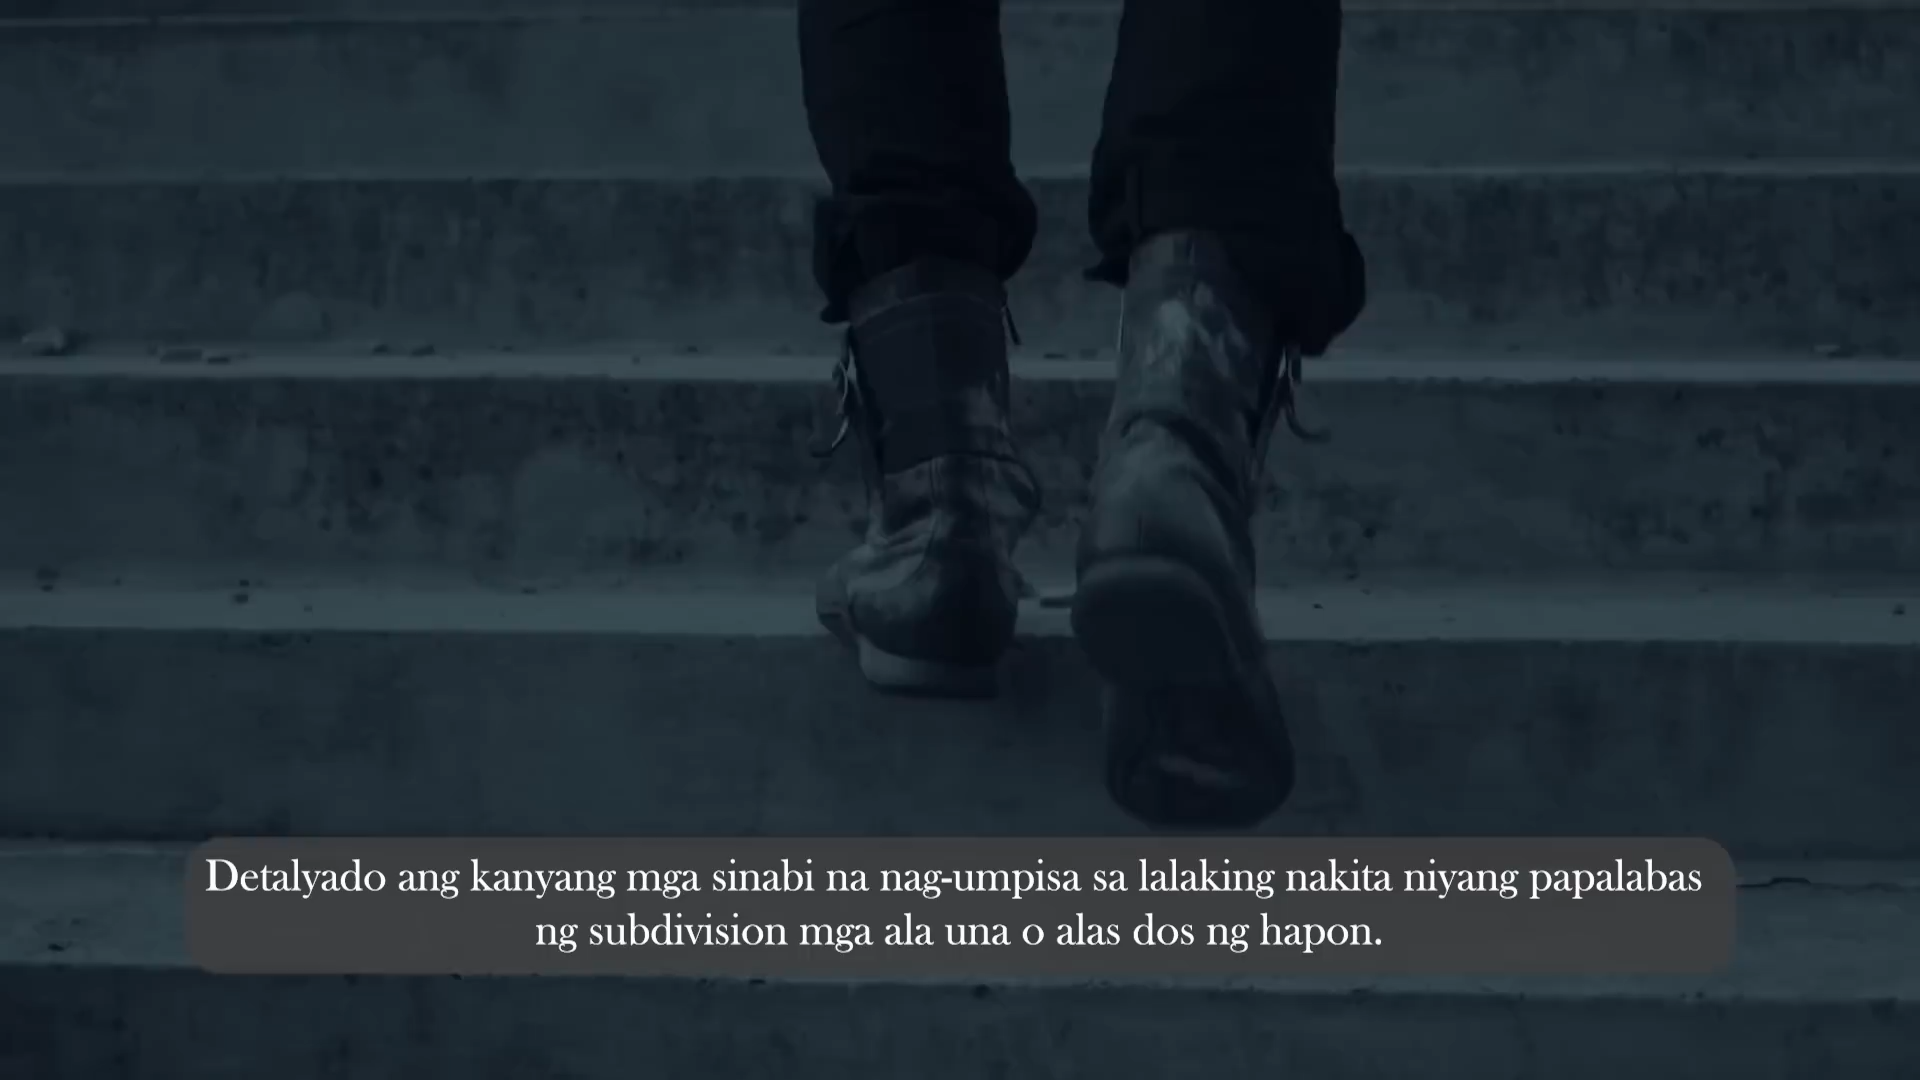 Detalyado ang kanyang mga sinabi na nag-umpisa sa lalaking nakita niyang papalabas
ng subdivision mga ala una o alas dos ng hapon.